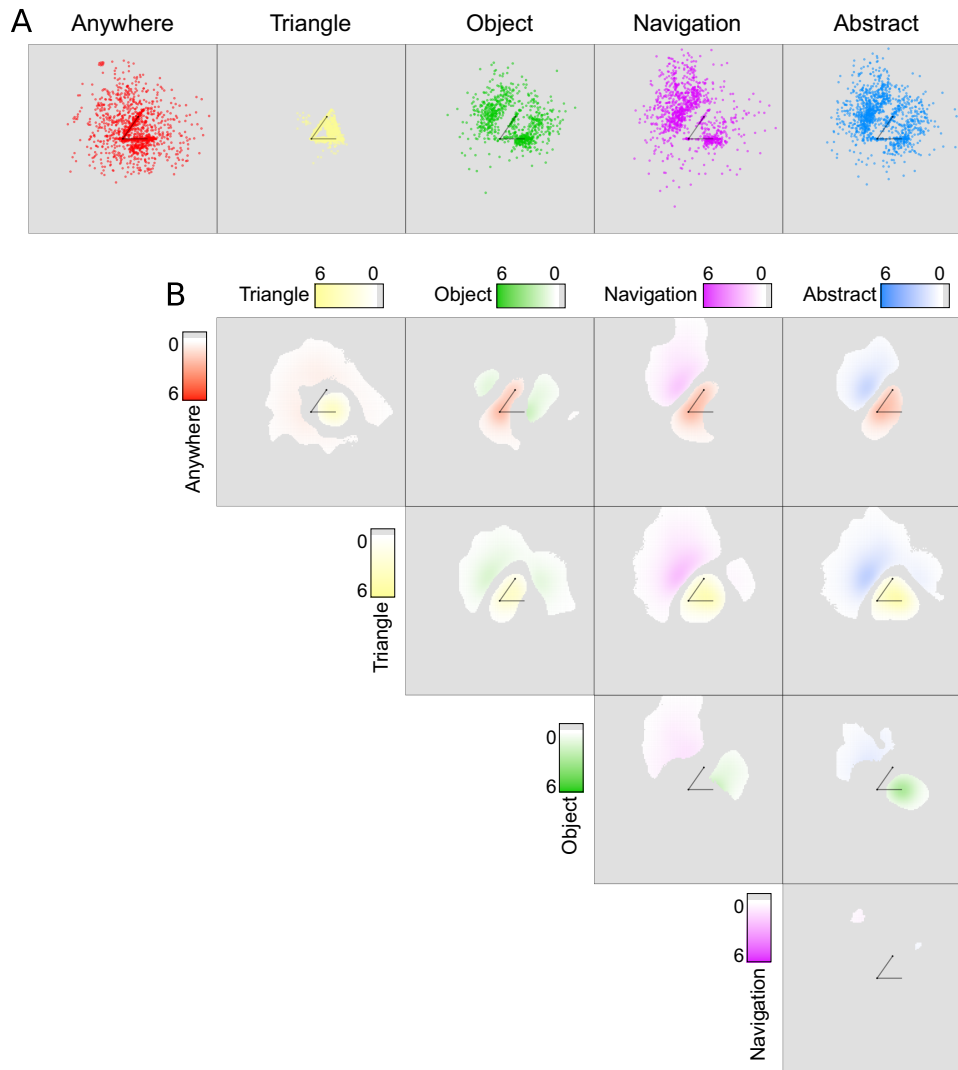 A Anywhere Triangle Object Navigation Abstract
B
6 0 6 0 6 0 6 0
Triangle Object Navigation Abstract
0
6
Anywhere
0
6
Triangle
0
6
Object
0
6
Navigation